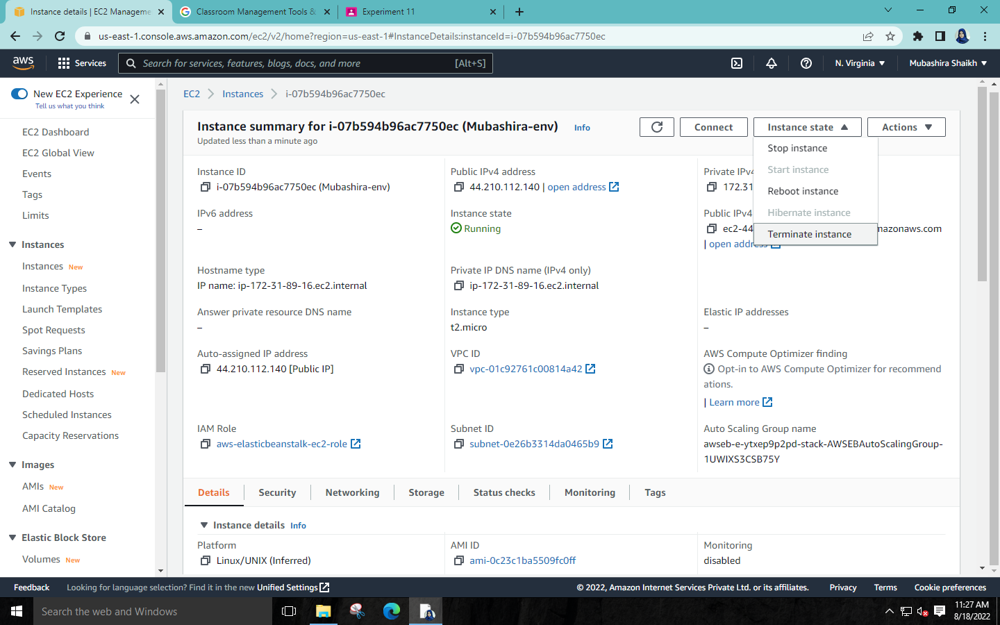 Instance details | EC2 Manageme
Classroom Management Tools &
Experiment 11
us-east-1.console.aws.amazon.com/ec2/v2/home?region=us-east-1#InstanceDetails:instanceId=i-07b594b96ac7750ec
aws
Services
Search for services, features, blogs, docs, and more
[Alt+S]
N. Virginia
Mubashira Shaikh
New EC2 Experience
Tell us what you think
EC2 Dashboard
EC2 Global View
Events
Tags
Limits
Instances
Instances New
Instance Types
Launch Templates
Spot Requests
Savings Plans
Reserved Instances New
Dedicated Hosts
Scheduled Instances
Capacity Reservations
Images
AMIs New
AMI Catalog
Elastic Block Store
Volumes New
EC2
Instances
i-07b594b96ac7750ec
Instance summary for i-07b594b96ac7750ec (Mubashira-env) Info
Updated less than a minute ago
Connect
Instance state
Actions
Stop instance
Start instance
Reboot instance
Hibernate instance
Terminate instance
Instance ID
i-07b594b96ac7750ec (Mubashira-env)
Public IPv4 address
44.210.112.140 | open address
Private IPv4
172.31
IPv6 address
–
Instance state
Running
Public IPv4
ec2-44 mazonaws.com
| open address
Hostname type
IP name: ip-172-31-89-16.ec2.internal
Private IP DNS name (IPv4 only)
ip-172-31-89-16.ec2.internal
Answer private resource DNS name
–
Instance type
t2.micro
Elastic IP addresses
–
Auto-assigned IP address
44.210.112.140 [Public IP]
VPC ID
vpc-01c92761c00814a42
AWS Compute Optimizer finding
Opt-in to AWS Compute Optimizer for recommend
ations.
| Learn more
IAM Role
aws-elasticbeanstalk-ec2-role
Subnet ID
subnet-0e26b3314da0465b9
Auto Scaling Group name
awseb-e-ytxep9p2pd-stack-AWSEBAutoScalingGroup-
1UWIXS3CSB75Y
Details
Security
Networking
Storage
Status checks
Monitoring
Tags
Instance details Info
Platform
Linux/UNIX (Inferred)
AMI ID
ami-0c23c1ba5509fc0ff
Monitoring
disabled
Feedback
Looking for language selection? Find it in the new Unified Settings
© 2022, Amazon Internet Services Private Ltd. or its affiliates.
Privacy
Terms
Cookie preferences
Search the web and Windows
11:27 AM
8/18/2022